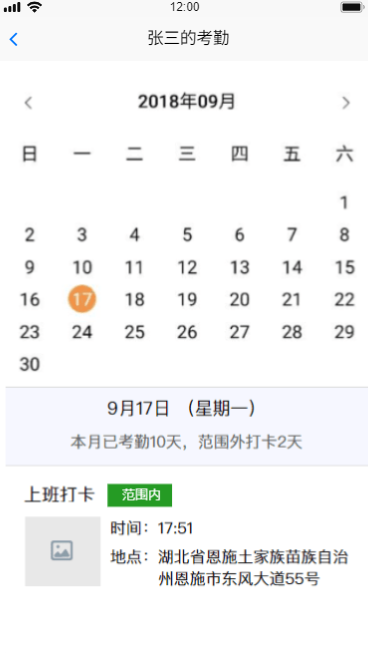 12:00
张三的考勤
2018年09月
日 一 二 三 四 五 六
1
2 3 4 5 6 7 8
9 10 11 12 13 14 15
16 17 18 19 20 21 22
23 24 25 26 27 28 29
30
9月17日 （星期一）
本月已考勤10天，范围外打卡2天
上班打卡 范围内
时间：17:51
地点：湖北省恩施土家族苗族自治
州恩施市东风大道55号